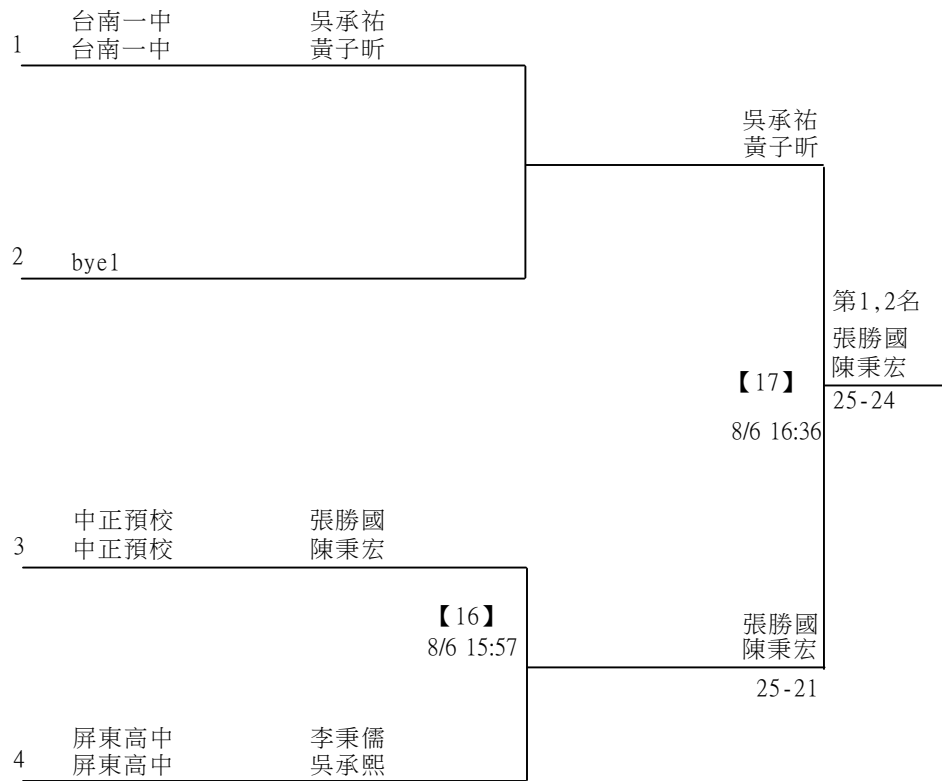 台南一中 吳承祐
1 台南一中 黃子昕
吳承祐
黃子昕
2 bye1
第1,2名
張勝國
陳秉宏
【17】
25-24
8/6 16:36
中正預校 張勝國
3 中正預校 陳秉宏
【16】
8/6 15:57
張勝國
陳秉宏
25-21
屏東高中 李秉儒
4 屏東高中 吳承熙